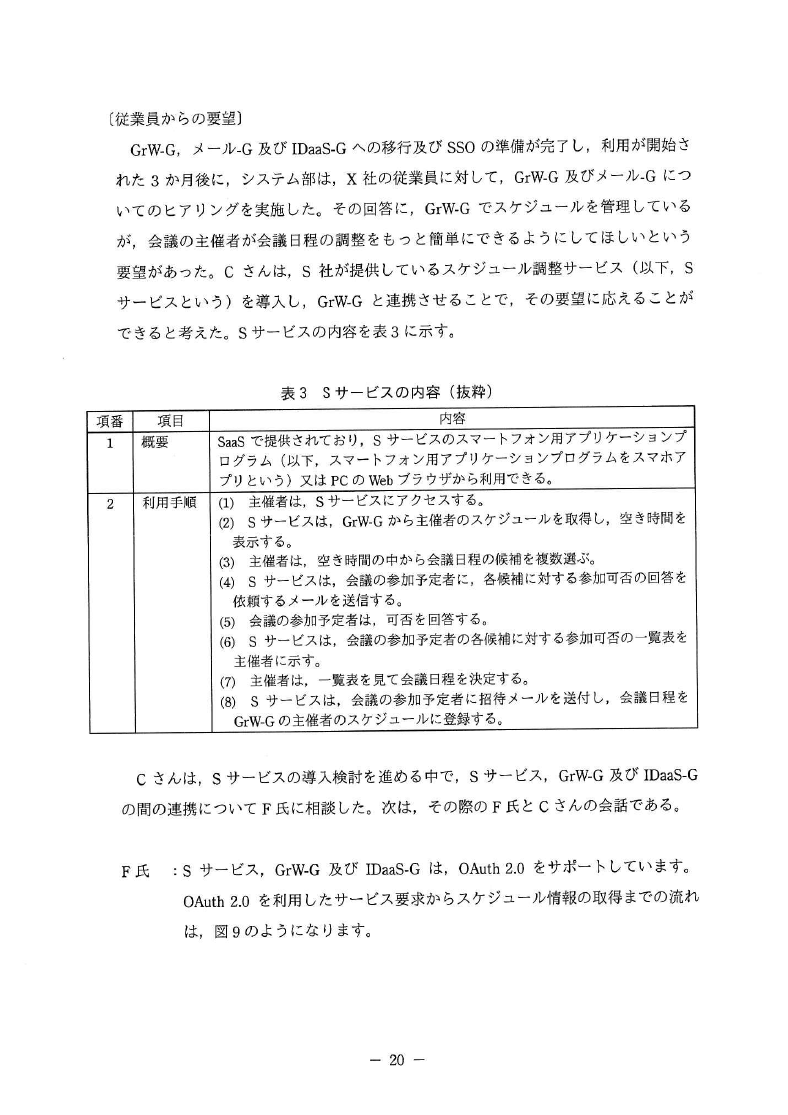 〔従業員からの要望〕
GrW-G，メール-G 及び IDaaS-G への移行及び SSO の準備が完了し，利用が開始さ
れた 3 か月後に，システム部は，X 社の従業員に対して，GrW-G 及びメール-G につ
いてのヒアリングを実施した。その回答に，GrW-G でスケジュールを管理している
が，会議の主催者が会議日程の調整をもっと簡単にできるようにしてほしいという
要望があった。C さんは，S 社が提供しているスケジュール調整サービス（以下，S
サービスという）を導入し，GrW-G と連携させることで，その要望に応えることが
できると考えた。S サービスの内容を表 3 に示す。
表 3　S サービスの内容（抜粋）
項番 項目 内容
1 概要 SaaS で提供されており，S サービスのスマートフォン用アプリケーションプ
ログラム（以下，スマートフォン用アプリケーションプログラムをスマホア
プリという）又は PC の Web ブラウザから利用できる。
2 利用手順 (1) 主催者は，S サービスにアクセスする。
(2) S サービスは，GrW-G から主催者のスケジュールを取得し，空き時間を
表示する。
(3) 主催者は，空き時間の中から会議日程の候補を複数選ぶ。
(4) S サービスは，会議の参加予定者に，各候補に対する参加可否の回答を
依頼するメールを送信する。
(5) 会議の参加予定者は，可否を回答する。
(6) S サービスは，会議の参加予定者の各候補に対する参加可否の一覧表を
主催者に示す。
(7) 主催者は，一覧表を見て会議日程を決定する。
(8) S サービスは，会議の参加予定者に招待メールを送付し，会議日程を
GrW-G の主催者のスケジュールに登録する。
C さんは，S サービスの導入検討を進める中で，S サービス，GrW-G 及び IDaaS-G
の間の連携について F 氏に相談した。次は，その際の F 氏と C さんの会話である。
F 氏　：S サービス，GrW-G 及び IDaaS-G は，OAuth 2.0 をサポートしています。
OAuth 2.0 を利用したサービス要求からスケジュール情報の取得までの流れ
は，図 9 のようになります。
－ 20 －